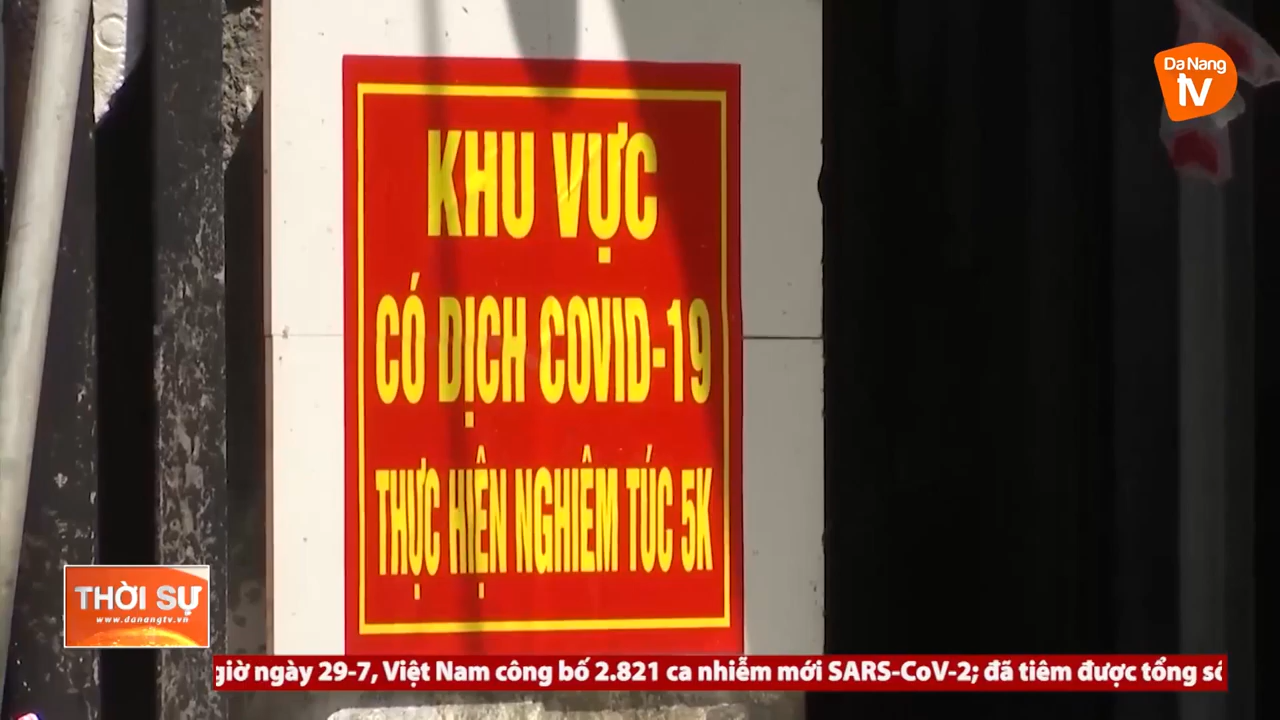 Da Nang
tv
KHU VỰC
CÓ DỊCH COVID-19
THỰC HIỆN NGHIÊM TÚC 5K
THỜI SỰ
www.danangtv.vn
giờ ngày 29-7, Việt Nam công bố 2.821 ca nhiễm mới SARS-CoV-2; đã tiêm được tổng số